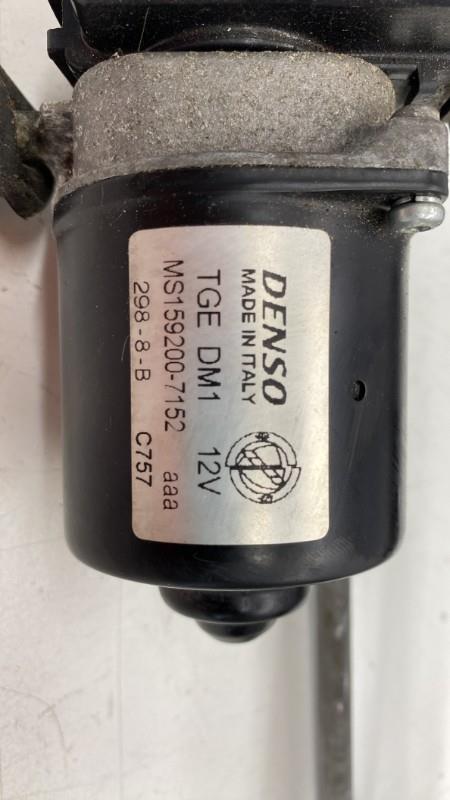 DENSO
MADE IN ITALY
TGE DM1 12V
MS159200-7152 aaa
298-8-B C757